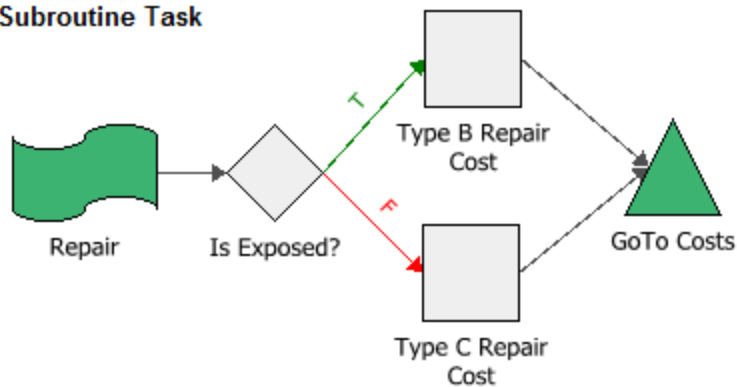 Subroutine Task
T
Type B Repair
Cost
Repair
Is Exposed?
F
GoTo Costs
Type C Repair
Cost